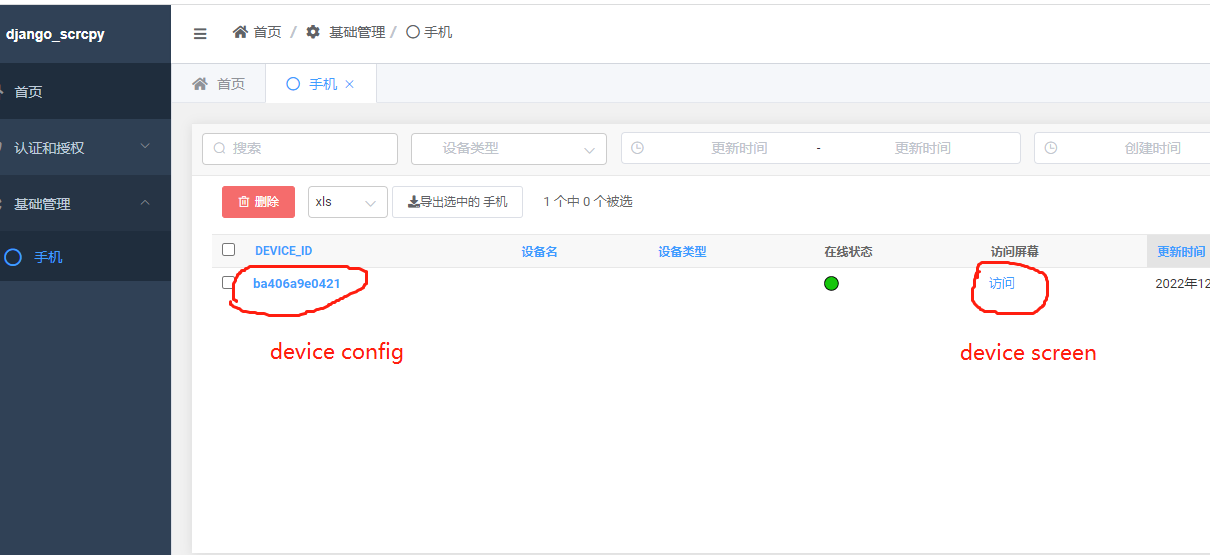 django_scrcpy
首页 / 基础管理 / 手机
首页
首页 手机 ×
认证和授权
搜索 设备类型 更新时间 - 更新时间 创建时间
基础管理
删除 xls 导出选中的 手机 1 个中 0 个被选
手机
DEVICE_ID 设备名 设备类型 在线状态 访问屏幕 更新时间
ba406a9e0421 访问 2022年12
device config
device screen